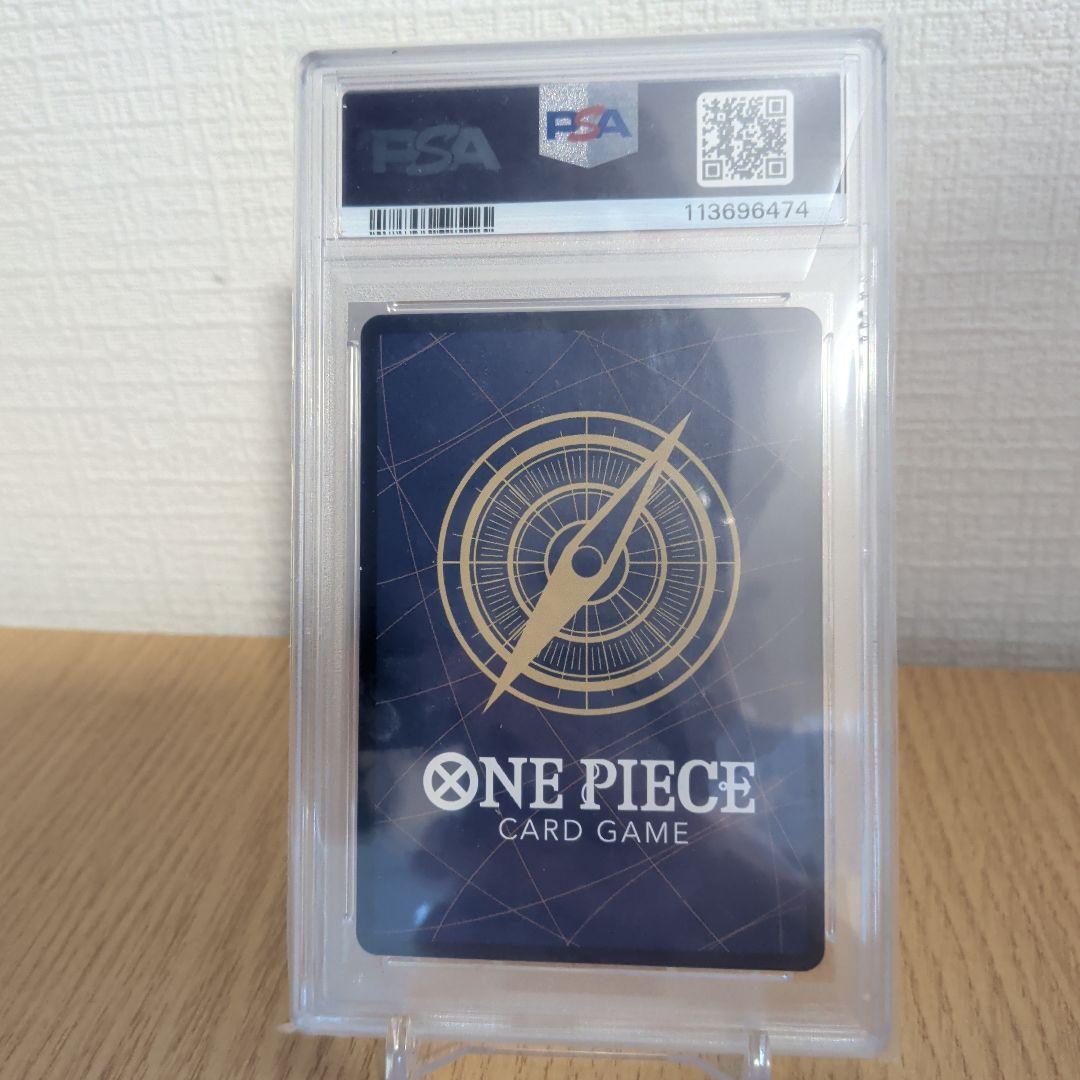 PSA
PSA
113696474
ONE PIECE
CARD GAME